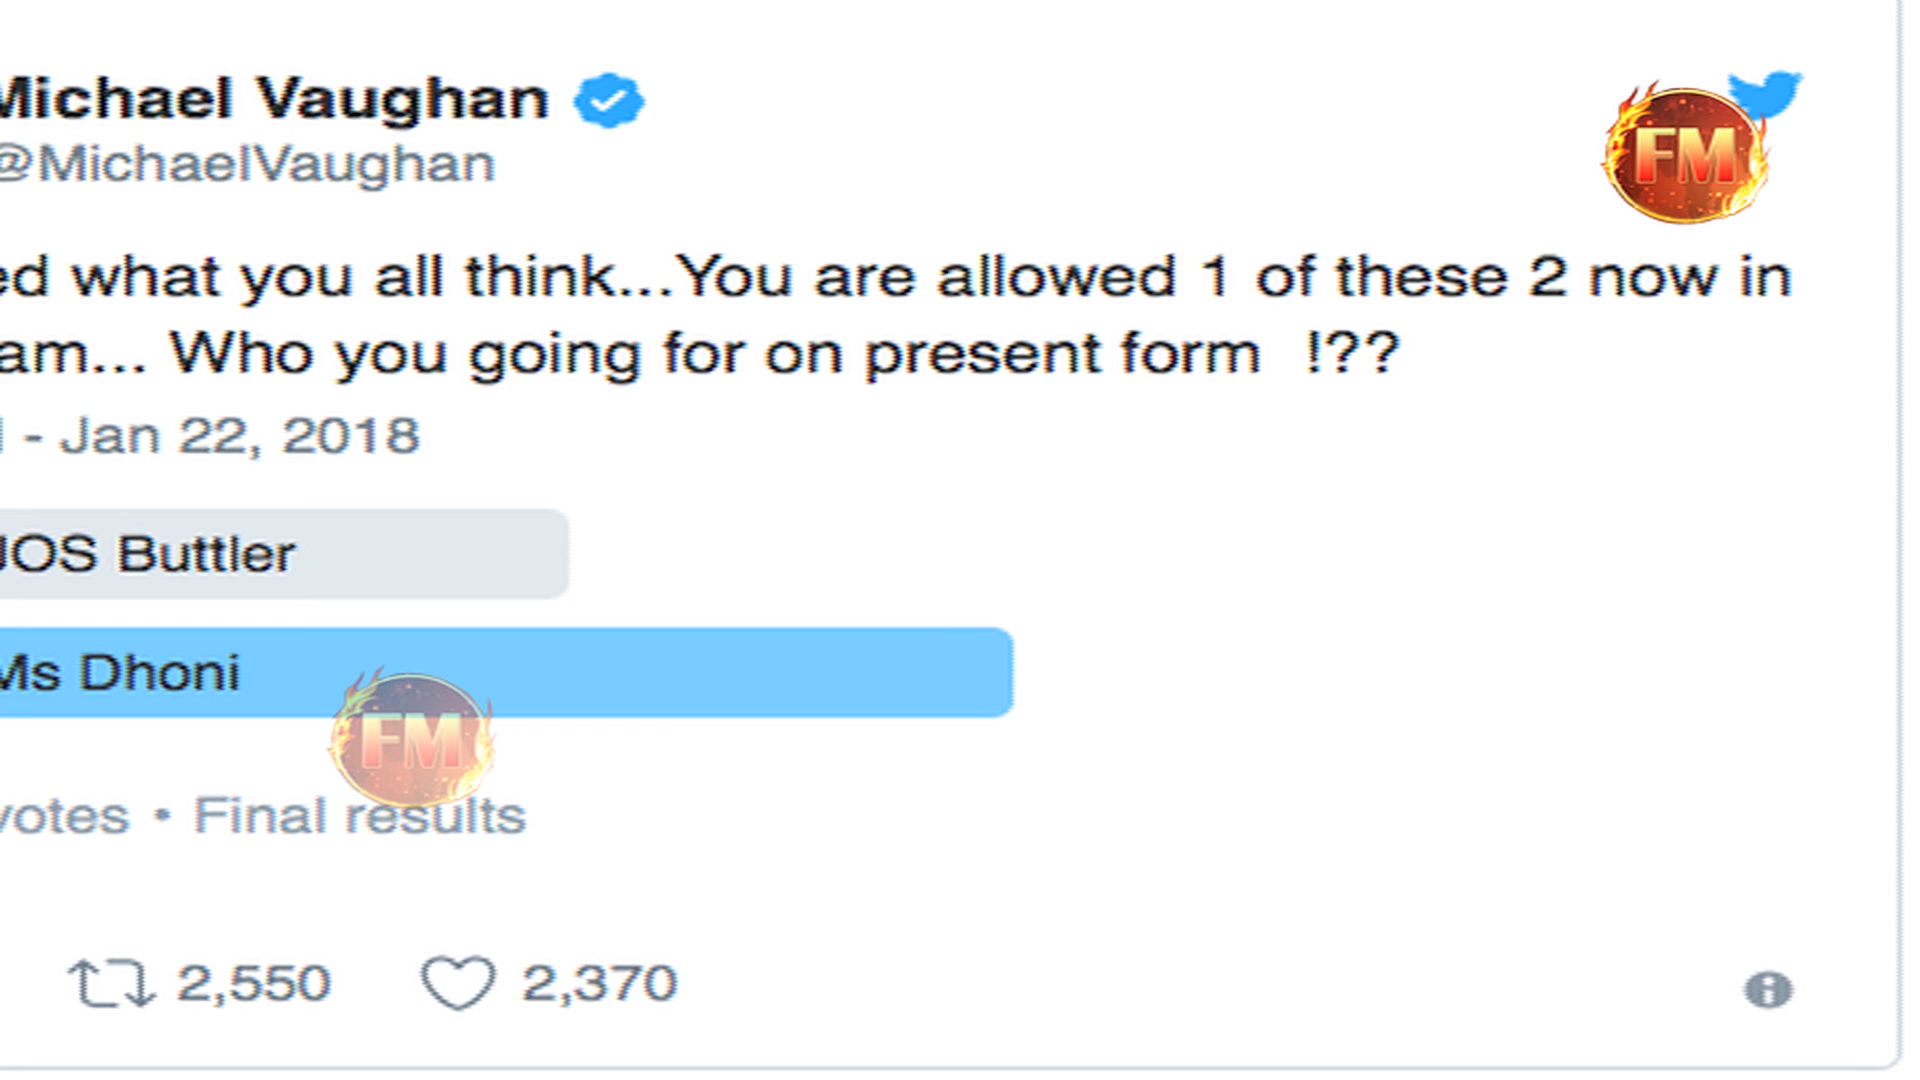 Michael Vaughan
@MichaelVaughan
FM
ed what you all think...You are allowed 1 of these 2 now in
am... Who you going for on present form !??
- Jan 22, 2018
JOS Buttler
Ms Dhoni
FM
votes • Final results
2,550 2,370